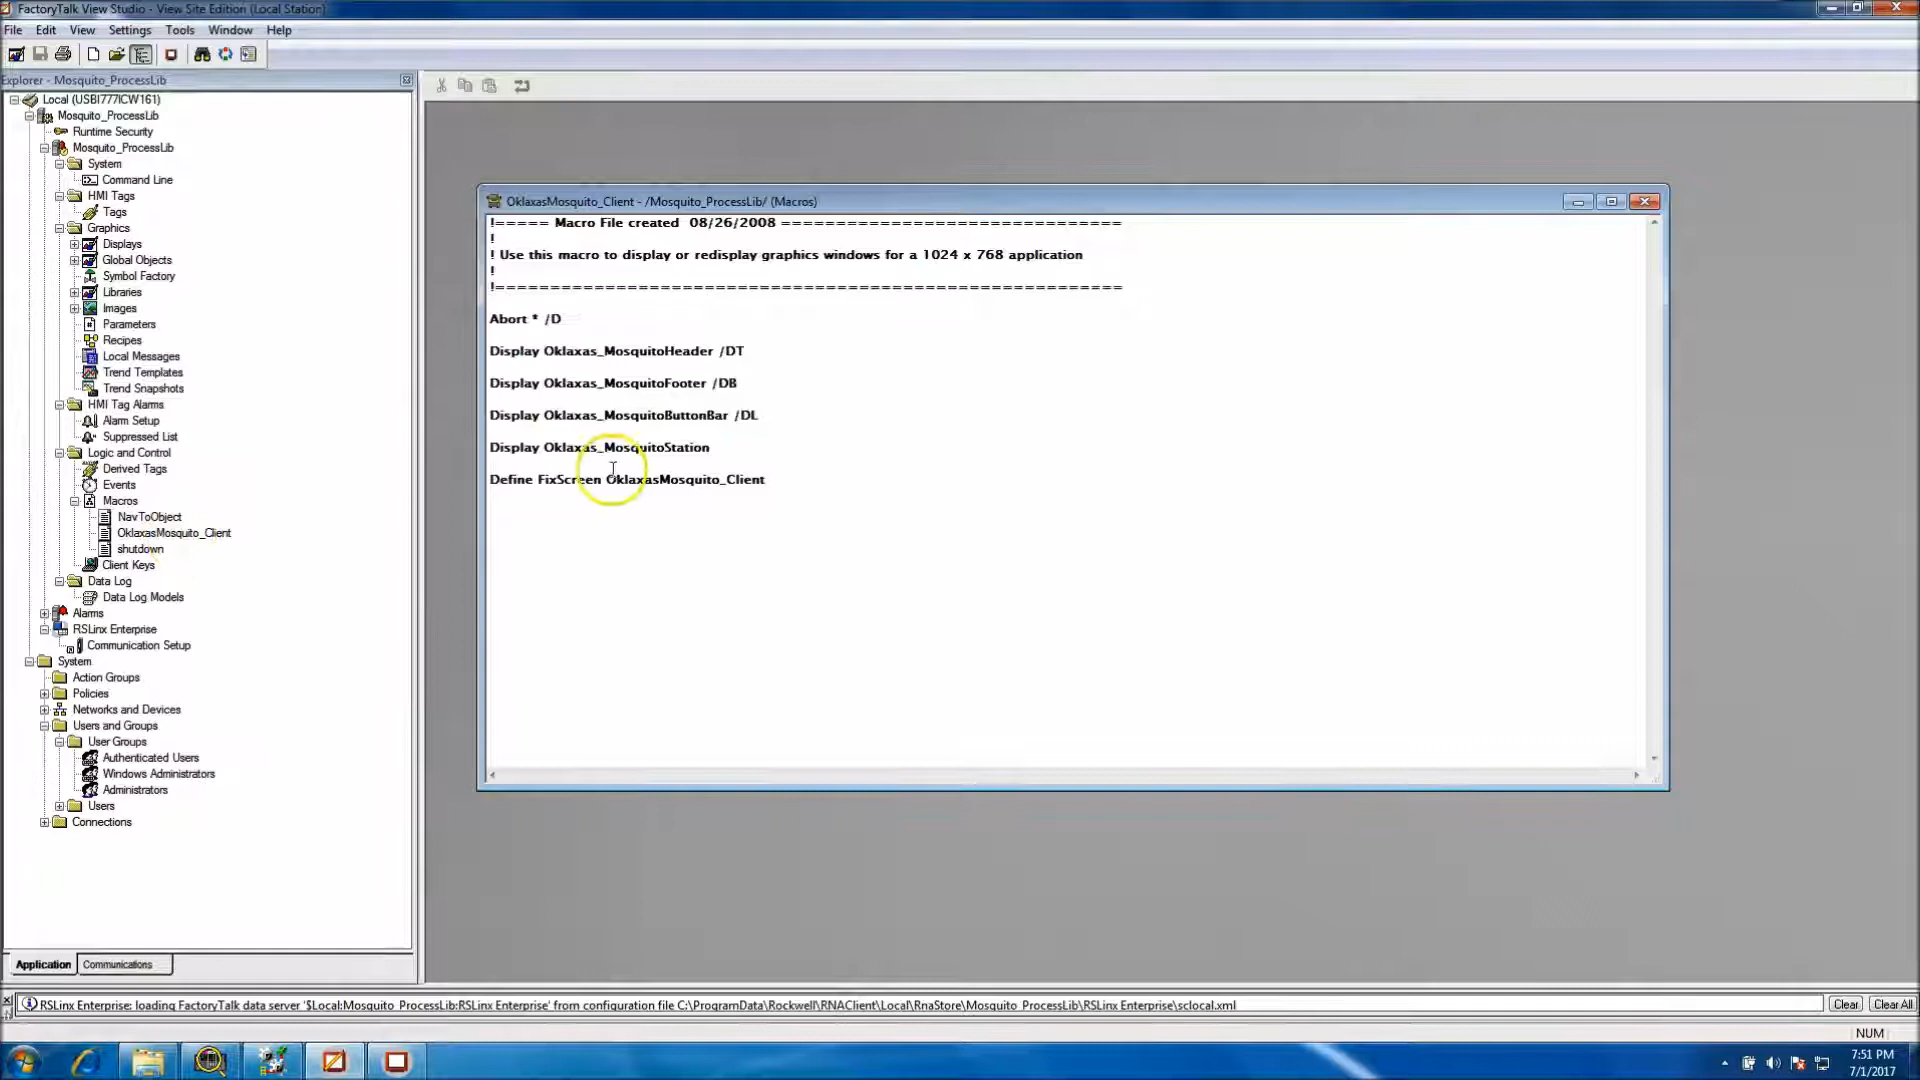 FactoryTalk View Studio - View Site Edition (Local Station)
File Edit View Settings Tools Window Help
Explorer - Mosquito_ProcessLib
Local (USBI777ICW161)
Mosquito_ProcessLib
Runtime Security
Mosquito_ProcessLib
System
Command Line
HMI Tags
Tags
Graphics
Displays
Global Objects
Symbol Factory
Libraries
Images
Parameters
Recipes
Local Messages
Trend Templates
Trend Snapshots
HMI Tag Alarms
Alarm Setup
Suppressed List
Logic and Control
Derived Tags
Events
Macros
NavToObject
OklaxasMosquito_Client
shutdown
Client Keys
Data Log
Data Log Models
Alarms
RSLinx Enterprise
Communication Setup
System
Action Groups
Policies
Networks and Devices
Users and Groups
User Groups
Authenticated Users
Windows Administrators
Administrators
Users
Connections
Application Communications
OklaxasMosquito_Client - /Mosquito_ProcessLib/ (Macros)
!===== Macro File created 08/26/2008 ===============================
!
! Use this macro to display or redisplay graphics windows for a 1024 x 768 application
!
!=========================================================
Abort * /D
Display Oklaxas_MosquitoHeader /DT
Display Oklaxas_MosquitoFooter /DB
Display Oklaxas_MosquitoButtonBar /DL
Display Oklaxas_MosquitoStation
Define FixScreen OklaxasMosquito_Client
RSLinx Enterprise: loading FactoryTalk data server '$Local:Mosquito_ProcessLib:RSLinx Enterprise' from configuration file C:\ProgramData\Rockwell\RNAClient\Local\RnaStore\Mosquito_ProcessLib\RSLinx Enterprise\sclocal.xml
Clear Clear All
NUM
7:51 PM
7/1/2017